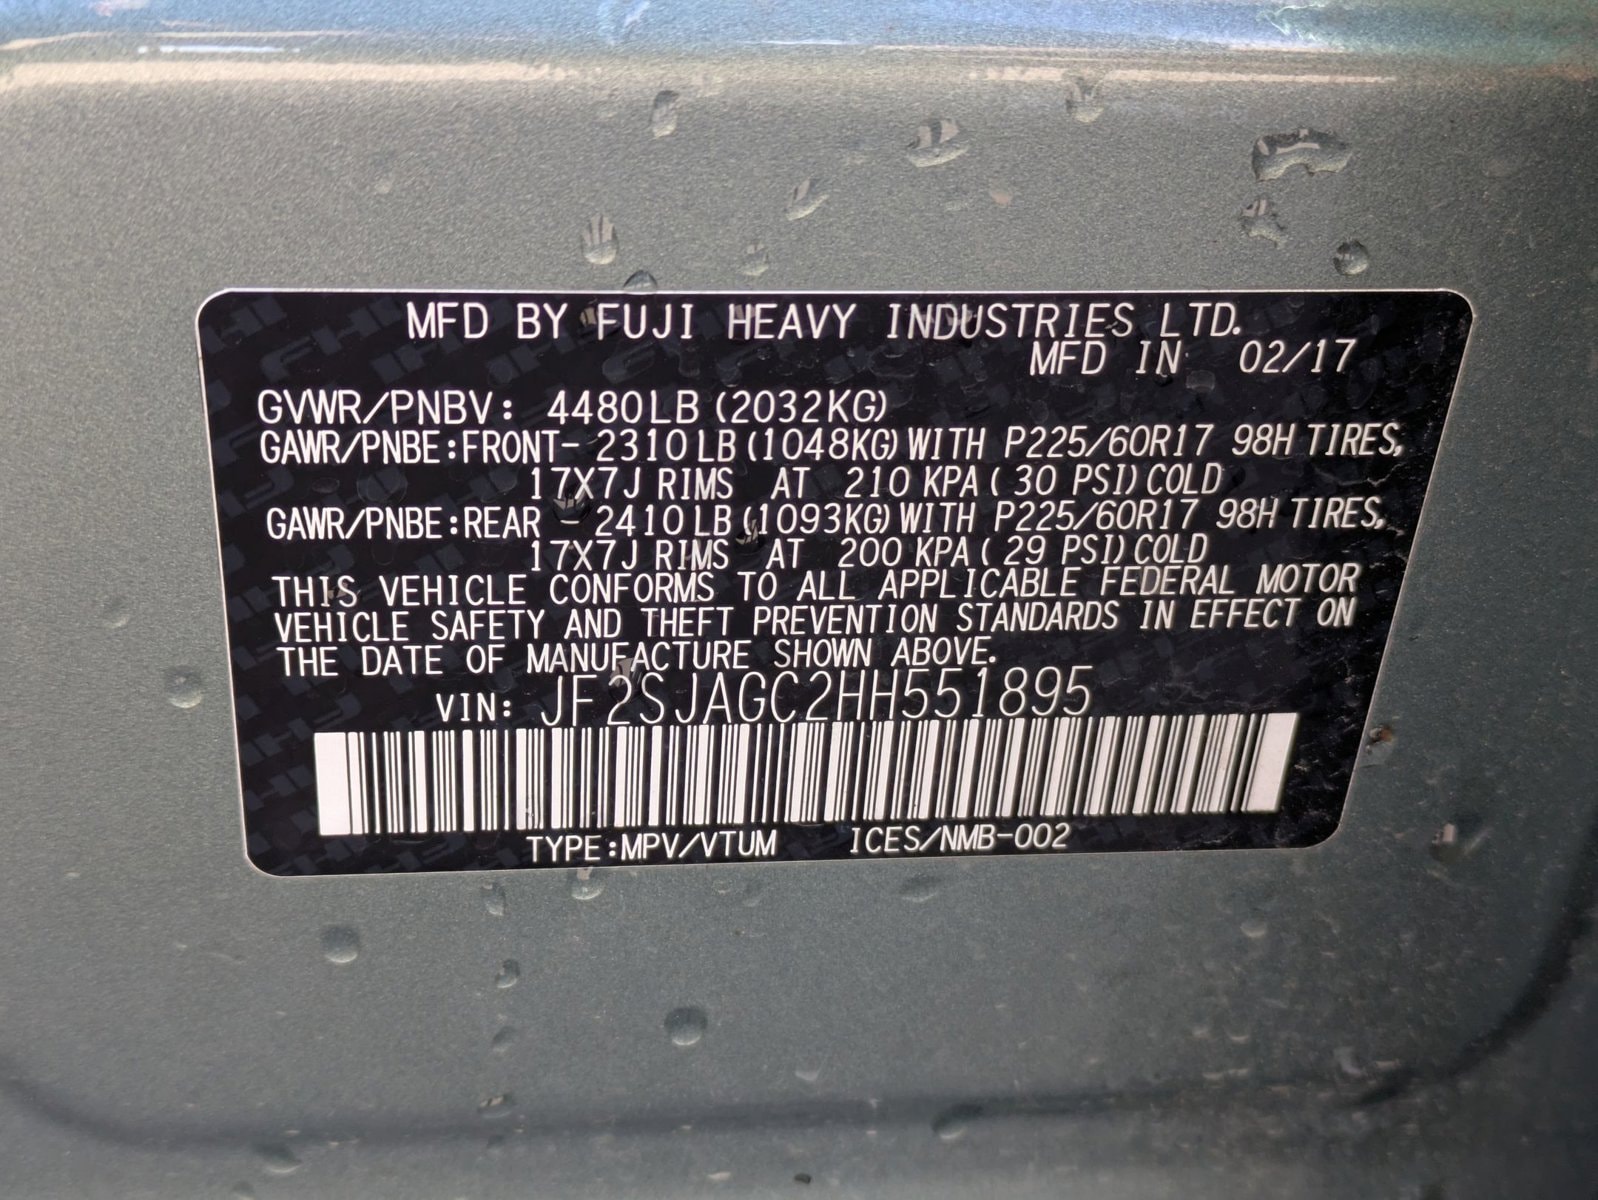 MFD BY FUJI HEAVY INDUSTRIES LTD.
MFD IN 02/17
GVWR/PNBV: 4480LB (2032KG)
GAWR/PNBE:FRONT- 2310LB (1048KG) WITH P225/60R17 98H TIRES,
17X7J RIMS AT 210 KPA ( 30 PSI) COLD
GAWR/PNBE:REAR - 2410LB (1093KG) WITH P225/60R17 98H TIRES,
17X7J RIMS AT 200 KPA ( 29 PSI) COLD
THIS VEHICLE CONFORMS TO ALL APPLICABLE FEDERAL MOTOR
VEHICLE SAFETY AND THEFT PREVENTION STANDARDS IN EFFECT ON
THE DATE OF MANUFACTURE SHOWN ABOVE.
VIN: JF2SJAGC2HH551895
TYPE:MPV/VTUM ICES/NMB-002